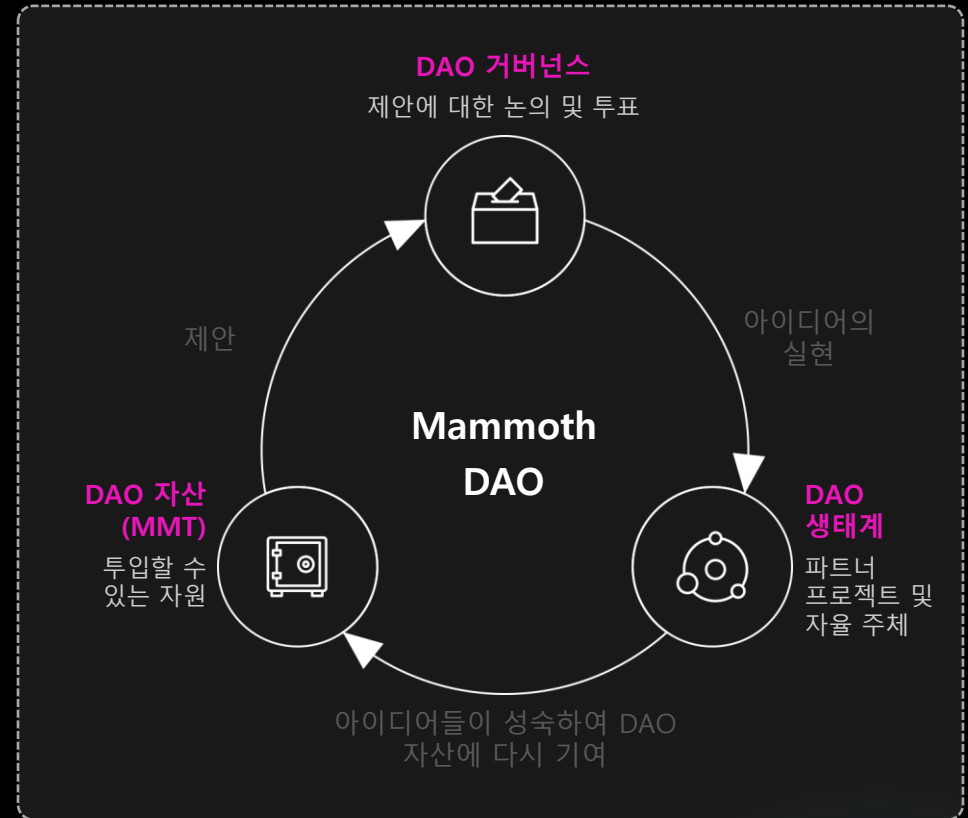 DAO 거버넌스
제안에 대한 논의 및 투표
제안
아이디어의
실현
Mammoth
DAO
DAO 자산
(MMT)
투입할 수
있는 자원
DAO
생태계
파트너
프로젝트 및
자율 주체
아이디어들이 성숙하여 DAO
자산에 다시 기여